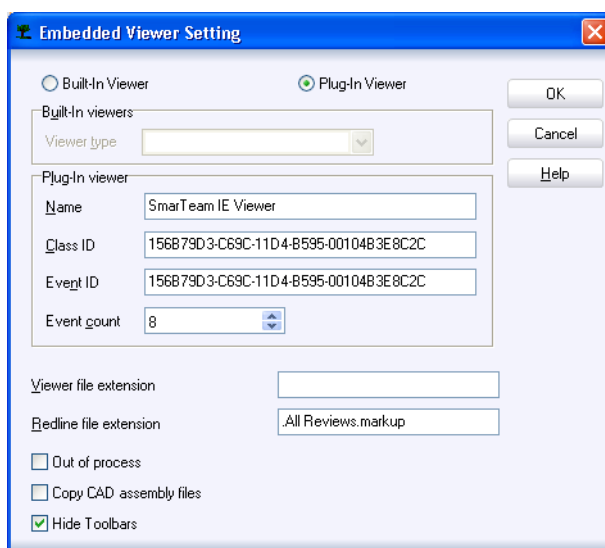 Embedded Viewer Setting
Built-In Viewer
Plug-In Viewer
OK
Built-In viewers
Viewer type
Cancel
Help
Plug-In viewer
Name
SmarTeam IE Viewer
Class ID
156B79D3-C69C-11D4-B595-00104B3E8C2C
Event ID
156B79D3-C69C-11D4-B595-00104B3E8C2C
Event count
8
Viewer file extension
Redline file extension
.All Reviews.markup
Out of process
Copy CAD assembly files
Hide Toolbars